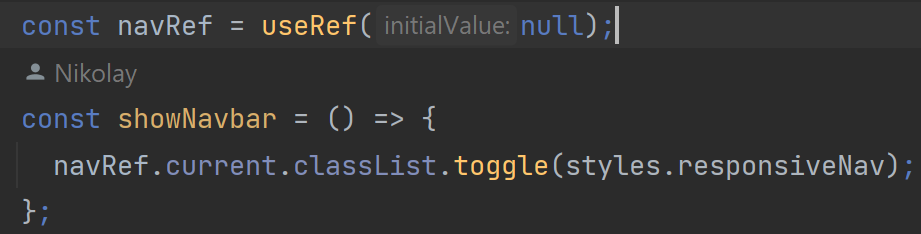 const navRef = useRef( initialValue: null);
Nikolay
const showNavbar = () => {
navRef.current.classList.toggle(styles.responsiveNav);
};